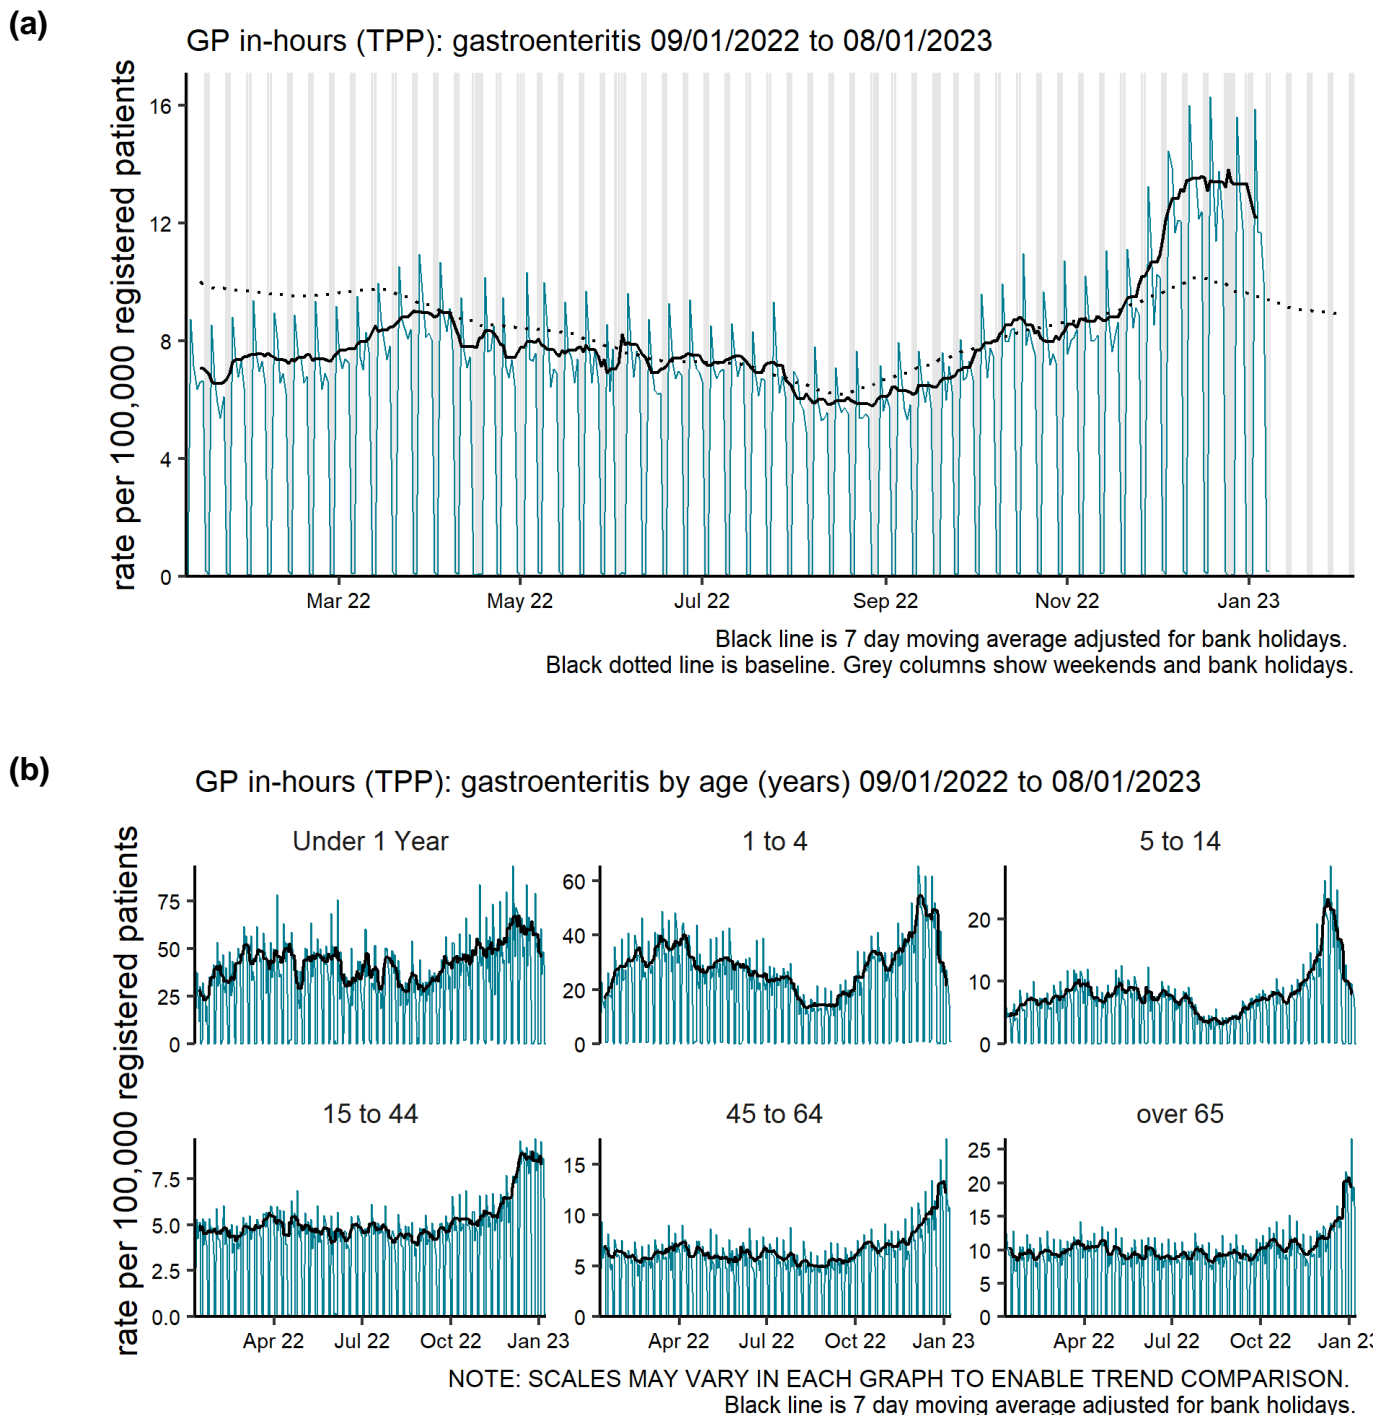 (a)
GP in-hours (TPP): gastroenteritis 09/01/2022 to 08/01/2023
rate per 100,000 registered patients
16
12
8
4
0
Mar 22 May 22 Jul 22 Sep 22 Nov 22 Jan 23
Black line is 7 day moving average adjusted for bank holidays.
Black dotted line is baseline. Grey columns show weekends and bank holidays.
(b)
GP in-hours (TPP): gastroenteritis by age (years) 09/01/2022 to 08/01/2023
rate per 100,000 registered patients
Under 1 Year
75
50
25
0
1 to 4
60
40
20
0
5 to 14
20
10
0
15 to 44
7.5
5.0
2.5
0.0
Apr 22 Jul 22 Oct 22 Jan 23
45 to 64
15
10
5
0
Apr 22 Jul 22 Oct 22 Jan 23
over 65
25
20
15
10
5
0
Apr 22 Jul 22 Oct 22 Jan 23
NOTE: SCALES MAY VARY IN EACH GRAPH TO ENABLE TREND COMPARISON.
Black line is 7 day moving average adjusted for bank holidays.